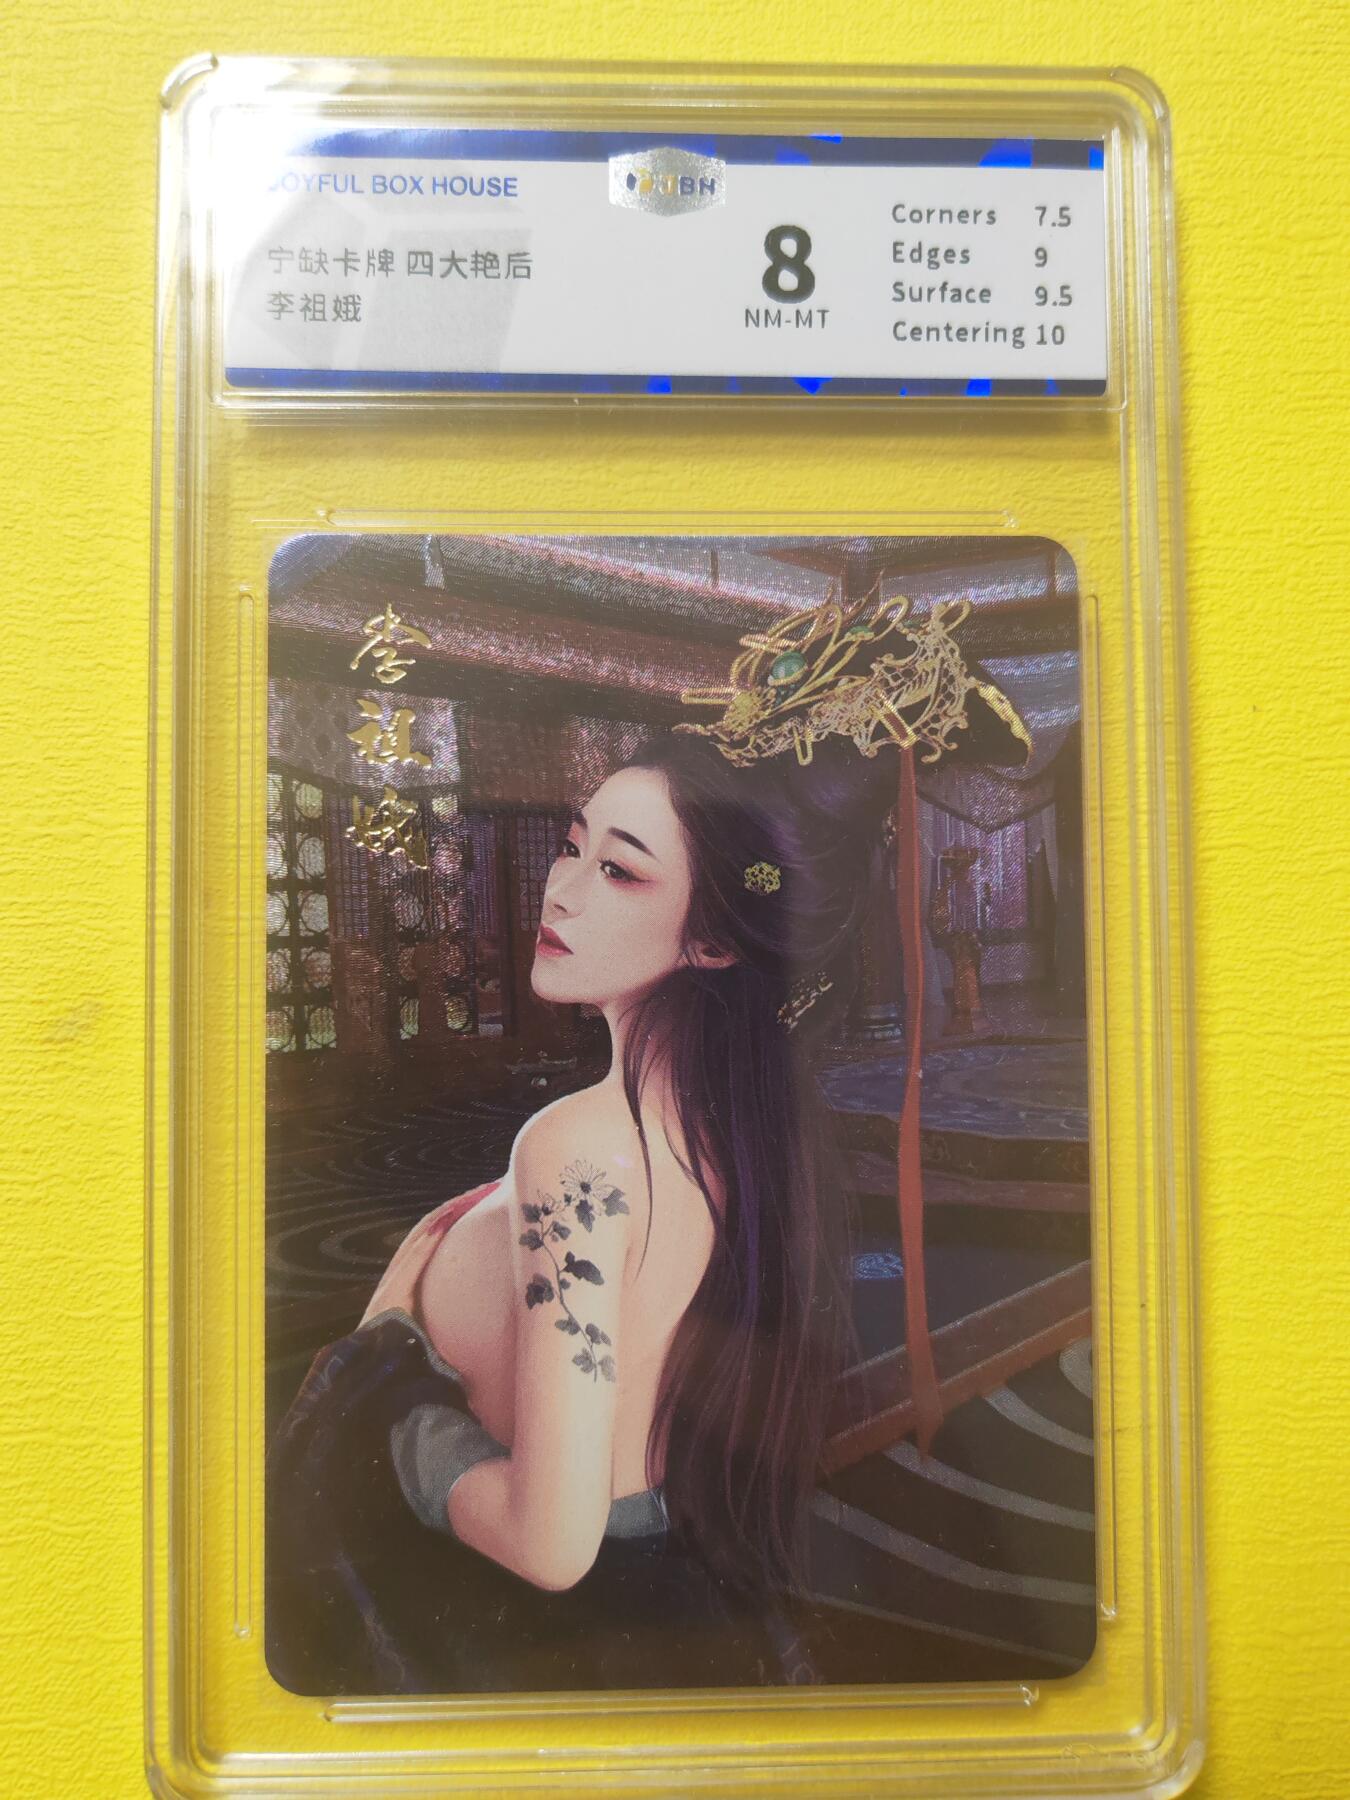 JOYFUL BOX HOUSE
JBH
宁缺卡牌 四大艳后
李祖娥
8
NM-MT
Corners 7.5
Edges 9
Surface 9.5
Centering 10
李祖娥